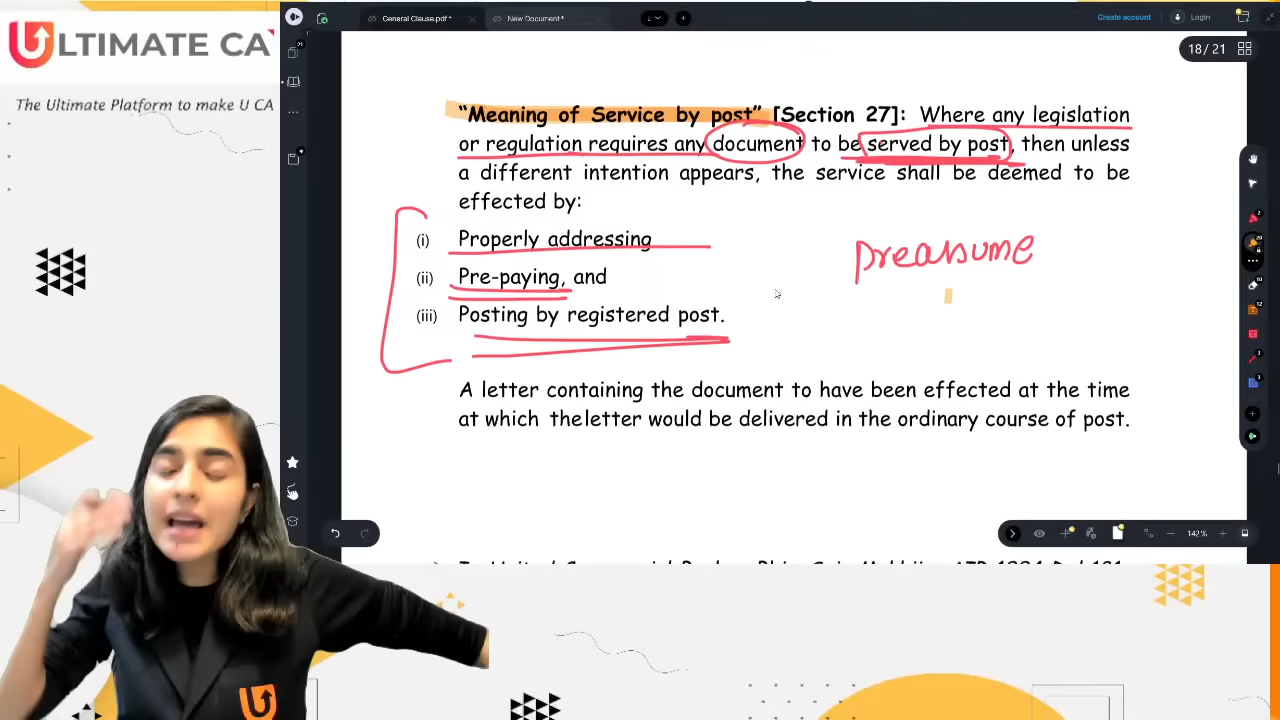 ULTIMATE CA
The Ultimate Platform to make U CA
General Clause.pdf*
New Document*
Create account
Login
18 / 21
"Meaning of Service by post" [Section 27]: Where any legislation
or regulation requires any document to be served by post, then unless
a different intention appears, the service shall be deemed to be
effected by:
(i) Properly addressing
(ii) Pre-paying, and
(iii) Posting by registered post.
preasume
A letter containing the document to have been effected at the time
at which theletter would be delivered in the ordinary course of post.
142%